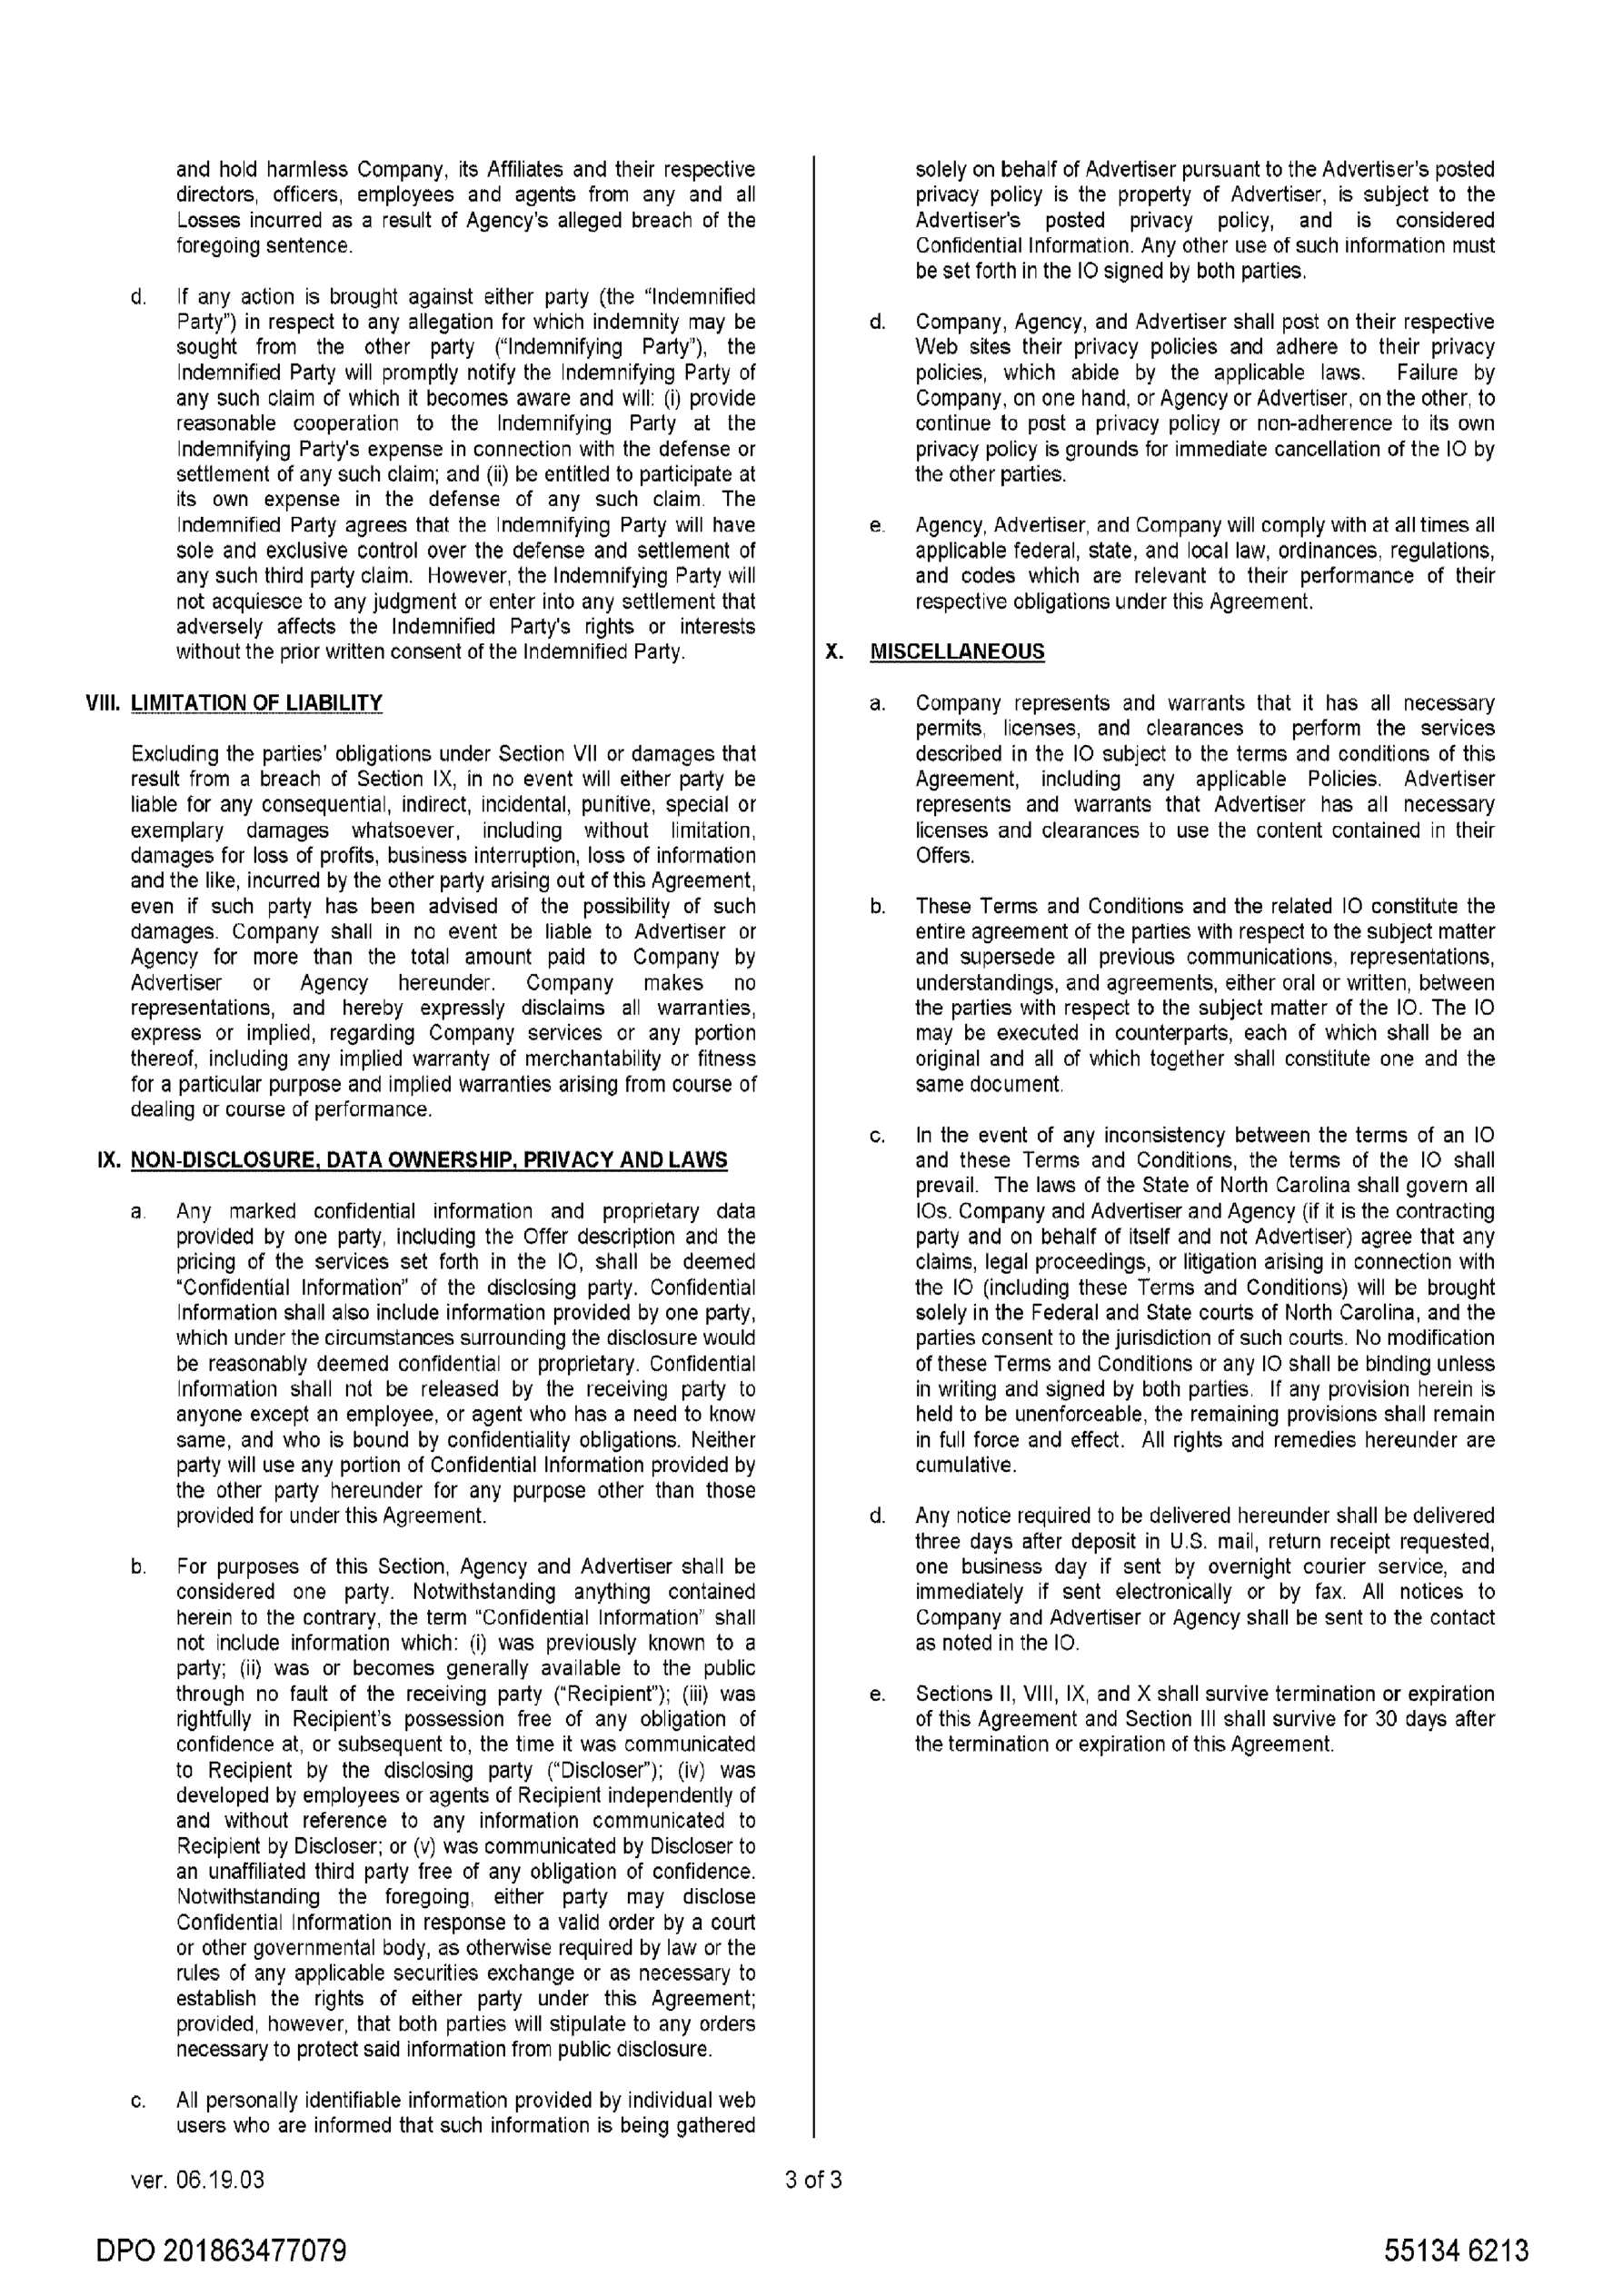 and hold harmless Company, its Affiliates and their respective
directors, officers, employees and agents from any and all
Losses incurred as a result of Agency's alleged breach of the
foregoing sentence.
d. If any action is brought against either party (the “Indemnified
Party”) in respect to any allegation for which indemnity may be
sought from the other party (“Indemnifying Party”), the
Indemnified Party will promptly notify the Indemnifying Party of
any such claim of which it becomes aware and will: (i) provide
reasonable cooperation to the Indemnifying Party at the
Indemnifying Party's expense in connection with the defense or
settlement of any such claim; and (ii) be entitled to participate at
its own expense in the defense of any such claim. The
Indemnified Party agrees that the Indemnifying Party will have
sole and exclusive control over the defense and settlement of
any such third party claim. However, the Indemnifying Party will
not acquiesce to any judgment or enter into any settlement that
adversely affects the Indemnified Party's rights or interests
without the prior written consent of the Indemnified Party.
VIII. LIMITATION OF LIABILITY
Excluding the parties' obligations under Section VII or damages that
result from a breach of Section IX, in no event will either party be
liable for any consequential, indirect, incidental, punitive, special or
exemplary damages whatsoever, including without limitation,
damages for loss of profits, business interruption, loss of information
and the like, incurred by the other party arising out of this Agreement,
even if such party has been advised of the possibility of such
damages. Company shall in no event be liable to Advertiser or
Agency for more than the total amount paid to Company by
Advertiser or Agency hereunder. Company makes no
representations, and hereby expressly disclaims all warranties,
express or implied, regarding Company services or any portion
thereof, including any implied warranty of merchantability or fitness
for a particular purpose and implied warranties arising from course of
dealing or course of performance.
IX. NON-DISCLOSURE, DATA OWNERSHIP, PRIVACY AND LAWS
a. Any marked confidential information and proprietary data
provided by one party, including the Offer description and the
pricing of the services set forth in the IO, shall be deemed
“Confidential Information” of the disclosing party. Confidential
Information shall also include information provided by one party,
which under the circumstances surrounding the disclosure would
be reasonably deemed confidential or proprietary. Confidential
Information shall not be released by the receiving party to
anyone except an employee, or agent who has a need to know
same, and who is bound by confidentiality obligations. Neither
party will use any portion of Confidential Information provided by
the other party hereunder for any purpose other than those
provided for under this Agreement.
b. For purposes of this Section, Agency and Advertiser shall be
considered one party. Notwithstanding anything contained
herein to the contrary, the term “Confidential Information” shall
not include information which: (i) was previously known to a
party; (ii) was or becomes generally available to the public
through no fault of the receiving party (“Recipient”); (iii) was
rightfully in Recipient's possession free of any obligation of
confidence at, or subsequent to, the time it was communicated
to Recipient by the disclosing party (“Discloser”); (iv) was
developed by employees or agents of Recipient independently of
and without reference to any information communicated to
Recipient by Discloser; or (v) was communicated by Discloser to
an unaffiliated third party free of any obligation of confidence.
Notwithstanding the foregoing, either party may disclose
Confidential Information in response to a valid order by a court
or other governmental body, as otherwise required by law or the
rules of any applicable securities exchange or as necessary to
establish the rights of either party under this Agreement;
provided, however, that both parties will stipulate to any orders
necessary to protect said information from public disclosure.
c. All personally identifiable information provided by individual web
users who are informed that such information is being gathered
solely on behalf of Advertiser pursuant to the Advertiser's posted
privacy policy is the property of Advertiser, is subject to the
Advertiser's posted privacy policy, and is considered
Confidential Information. Any other use of such information must
be set forth in the IO signed by both parties.
d. Company, Agency, and Advertiser shall post on their respective
Web sites their privacy policies and adhere to their privacy
policies, which abide by the applicable laws. Failure by
Company, on one hand, or Agency or Advertiser, on the other, to
continue to post a privacy policy or non-adherence to its own
privacy policy is grounds for immediate cancellation of the IO by
the other parties.
e. Agency, Advertiser, and Company will comply with at all times all
applicable federal, state, and local law, ordinances, regulations,
and codes which are relevant to their performance of their
respective obligations under this Agreement.
X. MISCELLANEOUS
a. Company represents and warrants that it has all necessary
permits, licenses, and clearances to perform the services
described in the IO subject to the terms and conditions of this
Agreement, including any applicable Policies. Advertiser
represents and warrants that Advertiser has all necessary
licenses and clearances to use the content contained in their
Offers.
b. These Terms and Conditions and the related IO constitute the
entire agreement of the parties with respect to the subject matter
and supersede all previous communications, representations,
understandings, and agreements, either oral or written, between
the parties with respect to the subject matter of the IO. The IO
may be executed in counterparts, each of which shall be an
original and all of which together shall constitute one and the
same document.
c. In the event of any inconsistency between the terms of an IO
and these Terms and Conditions, the terms of the IO shall
prevail. The laws of the State of North Carolina shall govern all
IOs. Company and Advertiser and Agency (if it is the contracting
party and on behalf of itself and not Advertiser) agree that any
claims, legal proceedings, or litigation arising in connection with
the IO (including these Terms and Conditions) will be brought
solely in the Federal and State courts of North Carolina, and the
parties consent to the jurisdiction of such courts. No modification
of these Terms and Conditions or any IO shall be binding unless
in writing and signed by both parties. If any provision herein is
held to be unenforceable, the remaining provisions shall remain
in full force and effect. All rights and remedies hereunder are
cumulative.
d. Any notice required to be delivered hereunder shall be delivered
three days after deposit in U.S. mail, return receipt requested,
one business day if sent by overnight courier service, and
immediately if sent electronically or by fax. All notices to
Company and Advertiser or Agency shall be sent to the contact
as noted in the IO.
e. Sections II, VIII, IX, and X shall survive termination or expiration
of this Agreement and Section III shall survive for 30 days after
the termination or expiration of this Agreement.
ver. 06.19.03
3 of 3
DPO 201863477079
55134 6213